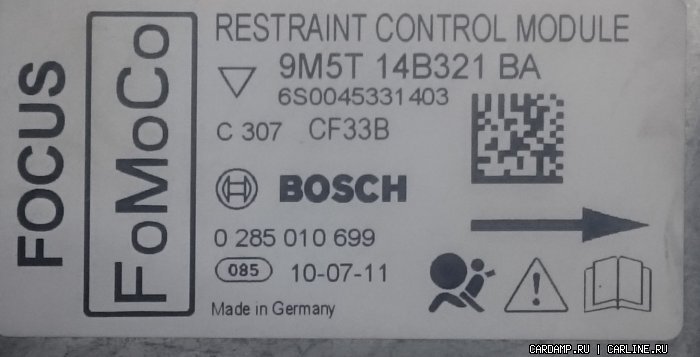 FOCUS
FoMoCo
RESTRAINT CONTROL MODULE
9M5T 14B321 BA
6S0045331403
C 307 CF33B
BOSCH
0 285 010 699
085 10-07-11
Made in Germany
CARDAMP.RU | CARLINE.RU